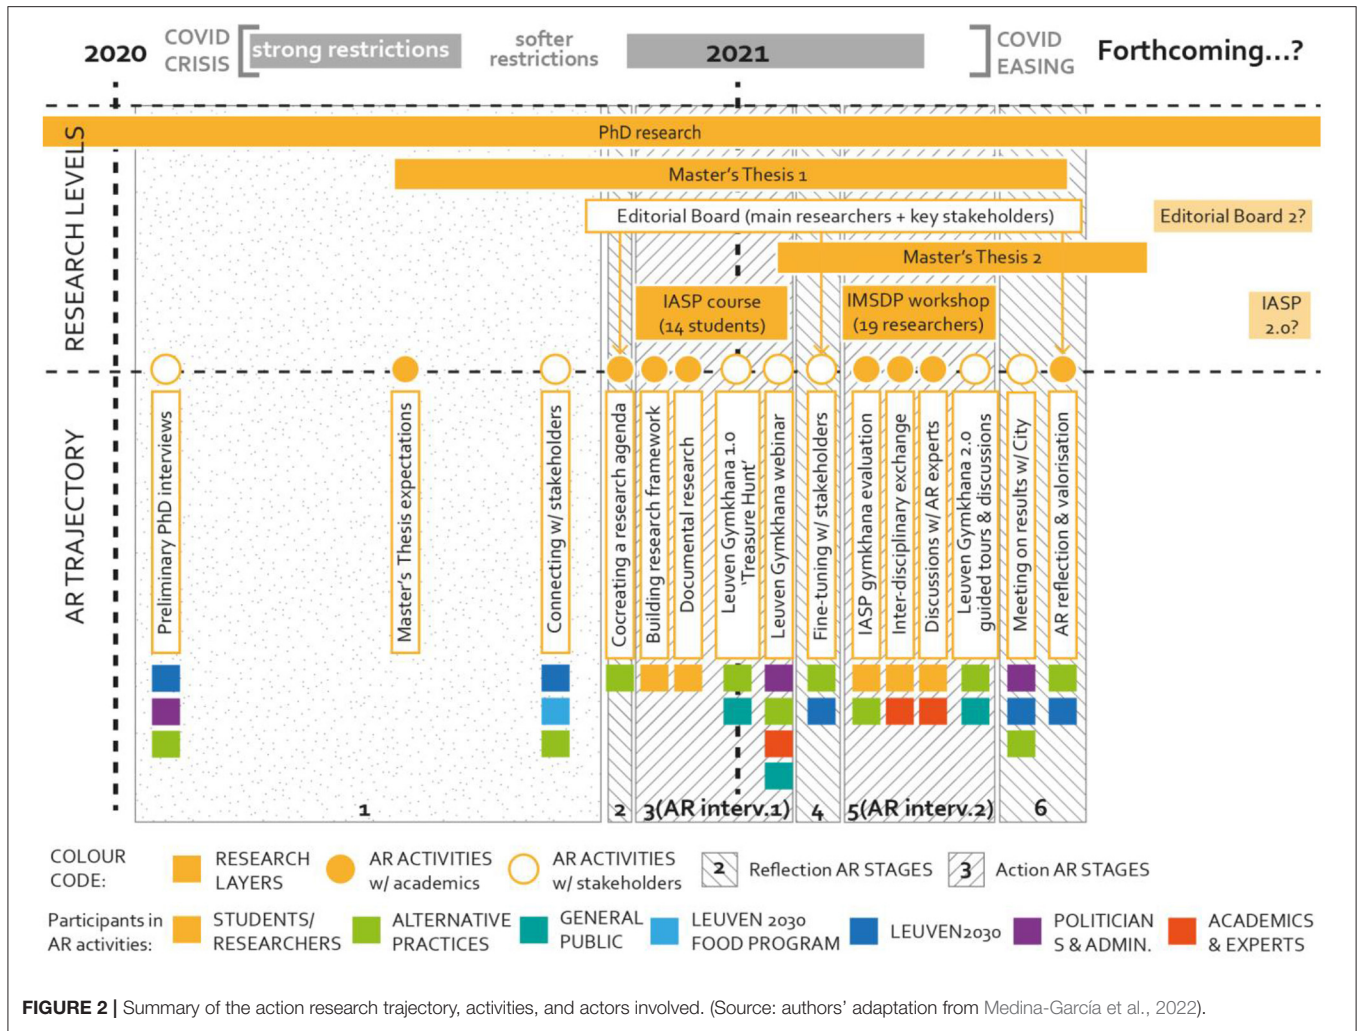 2020
COVID
CRISIS
strong restrictions
softer
restrictions
2021
COVID
EASING
Forthcoming...?
RESEARCH LEVELS
PhD research
Master's Thesis 1
Editorial Board (main researchers + key stakeholders)
Editorial Board 2?
Master's Thesis 2
IASP course
(14 students)
IMSDP workshop
(19 researchers)
IASP
2.0?
AR TRAJECTORY
Preliminary PhD interviews
Master's Thesis expectations
Connecting w/ stakeholders
Cocreating a research agenda
Building research framework
Documental research
Leuven Gymkhana 1.0
'Treasure Hunt'
Leuven Gymkhana webinar
Fine-tuning w/ stakeholders
IASP gymkhana evaluation
Inter-disciplinary exchange
Discussions w/ AR experts
Leuven Gymkhana 2.0
guided tours & discussions
Meeting on results w/ City
AR reflection & valorisation
1
2
3(AR interv.1)
4
5(AR interv.2)
6
COLOUR
CODE:
RESEARCH
LAYERS
AR ACTIVITIES
w/ academics
AR ACTIVITIES
w/ stakeholders
2
Reflection AR STAGES
3
Action AR STAGES
Participants in
AR activities:
STUDENTS/
RESEARCHERS
ALTERNATIVE
PRACTICES
GENERAL
PUBLIC
LEUVEN 2030
FOOD PROGRAM
LEUVEN2030
POLITICIAN
S & ADMIN.
ACADEMICS
& EXPERTS
FIGURE 2 | Summary of the action research trajectory, activities, and actors involved. (Source: authors' adaptation from Medina-García et al., 2022).